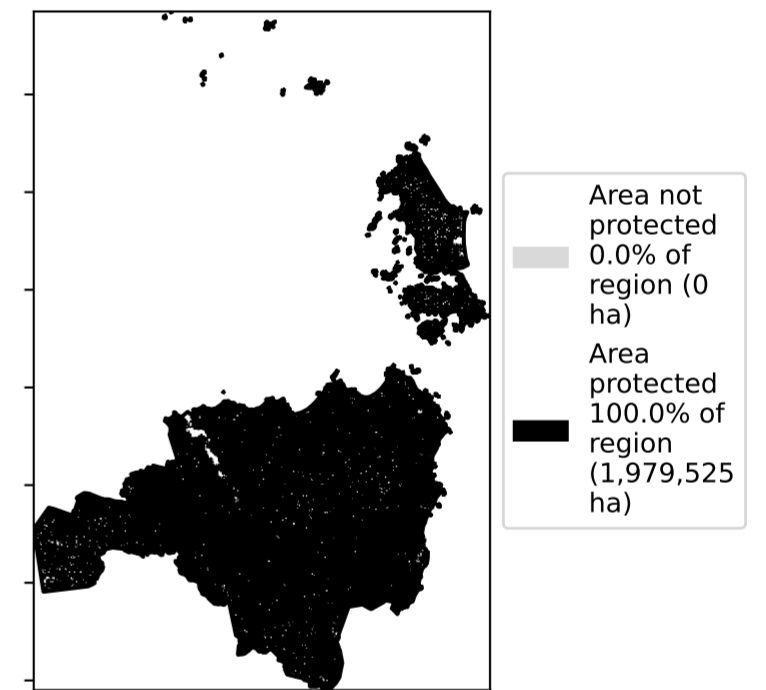 Area not
protected
0.0% of
region (0
ha)
Area
protected
100.0% of
region
(1,979,525
ha)